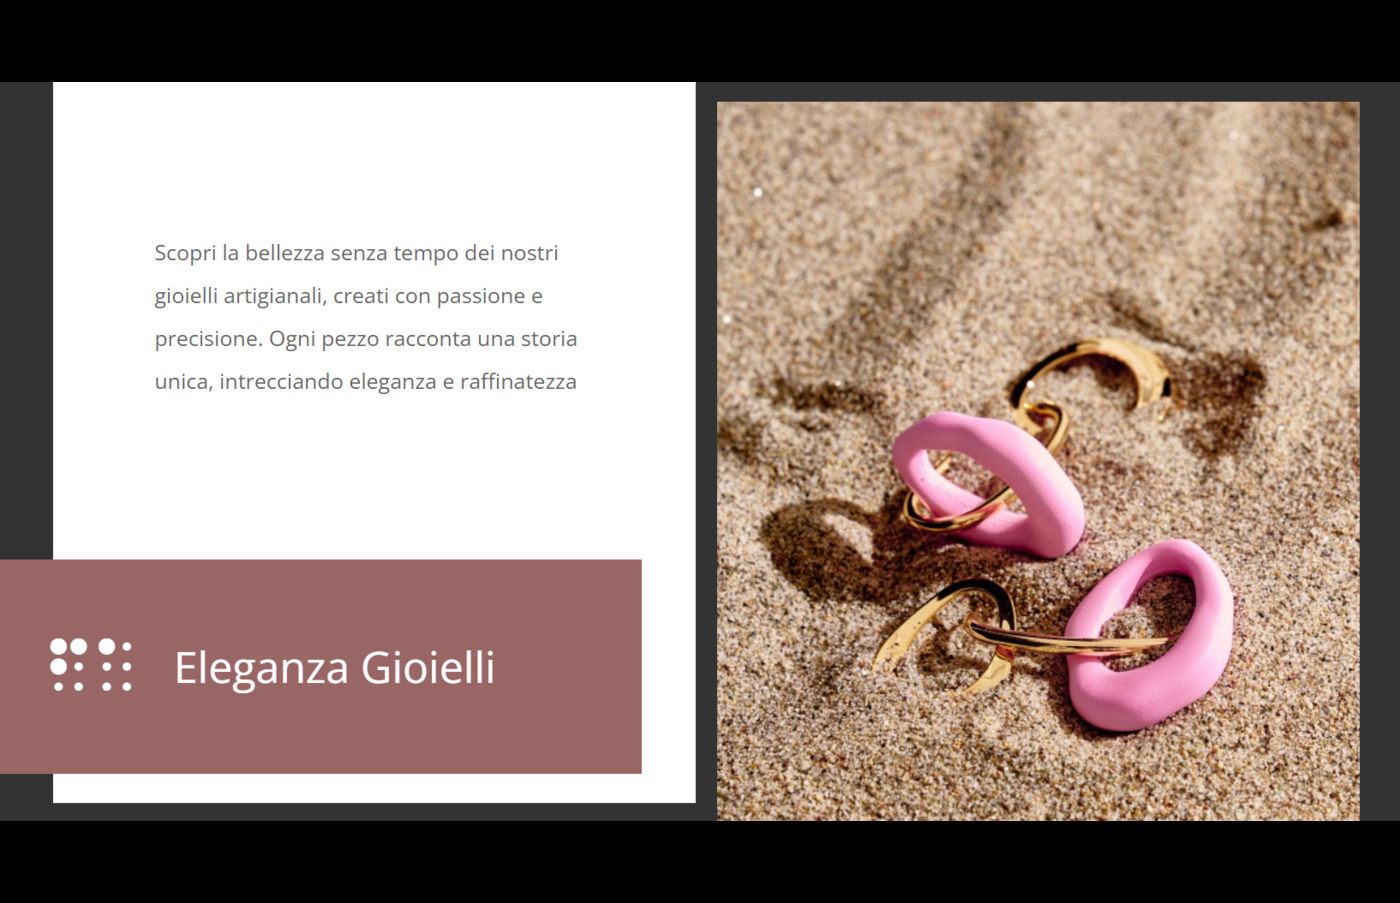 Scopri la bellezza senza tempo dei nostri
gioielli artigianali, creati con passione e
precisione. Ogni pezzo racconta una storia
unica, intrecciando eleganza e raffinatezza
Eleganza Gioielli